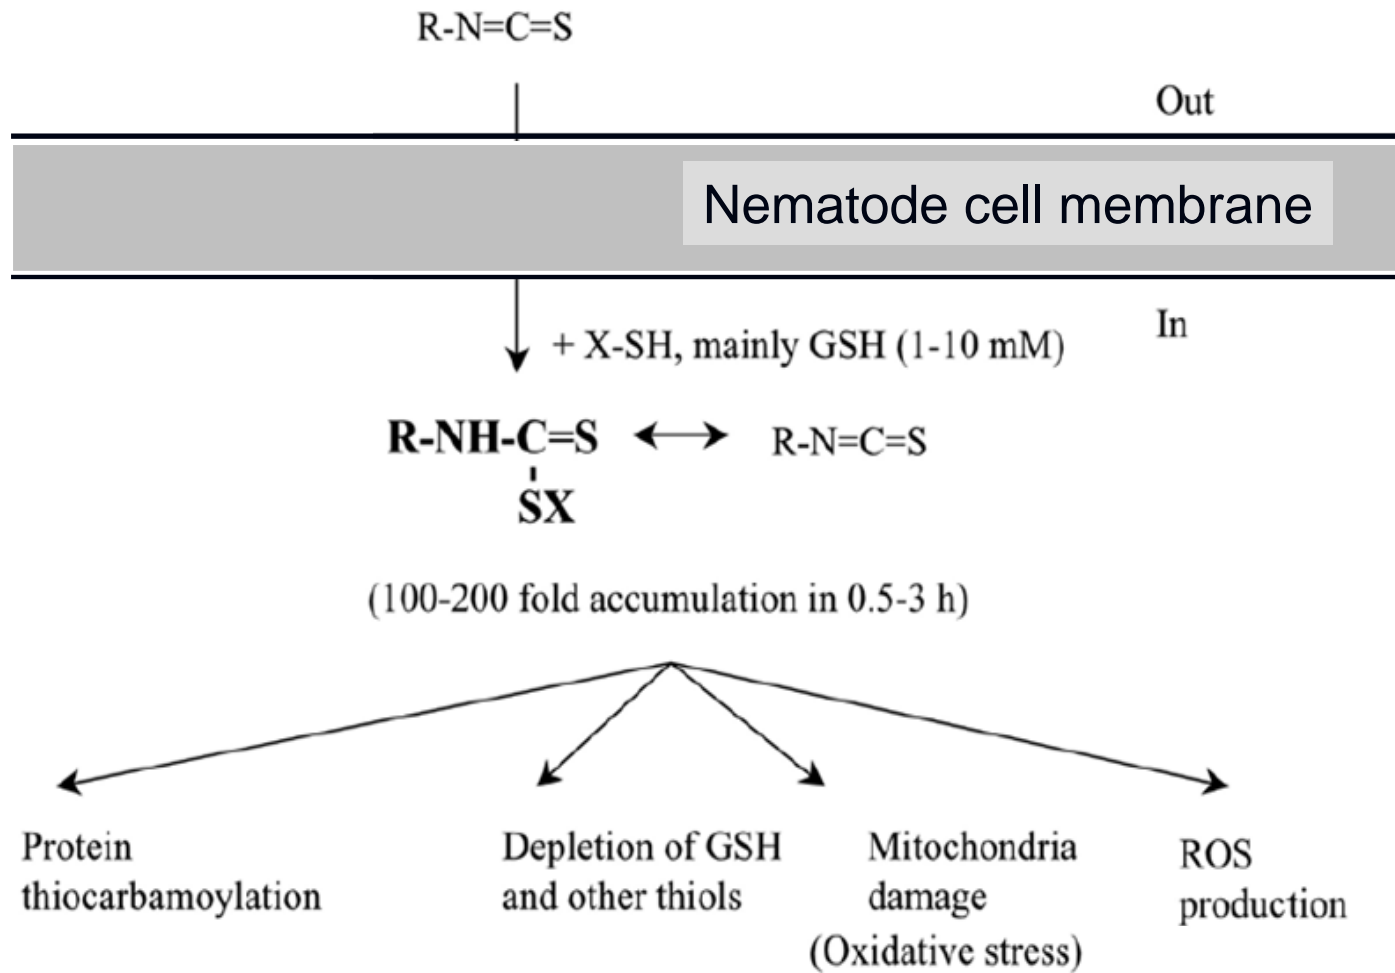 R-N=C=S
Out
Nematode cell membrane
In
+ X-SH, mainly GSH (1-10 mM)
R-NH-C=S R-N=C=S
SX
(100-200 fold accumulation in 0.5-3 h)
Protein
thiocarbamoylation
Depletion of GSH
and other thiols
Mitochondria
damage
(Oxidative stress)
ROS
production